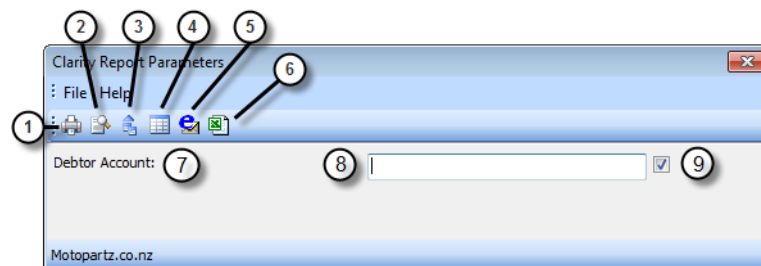 2 3 4 5
Clarity Report Parameters
6
File Help
1
Debtor Account: 7 8 9
Motopartz.co.nz